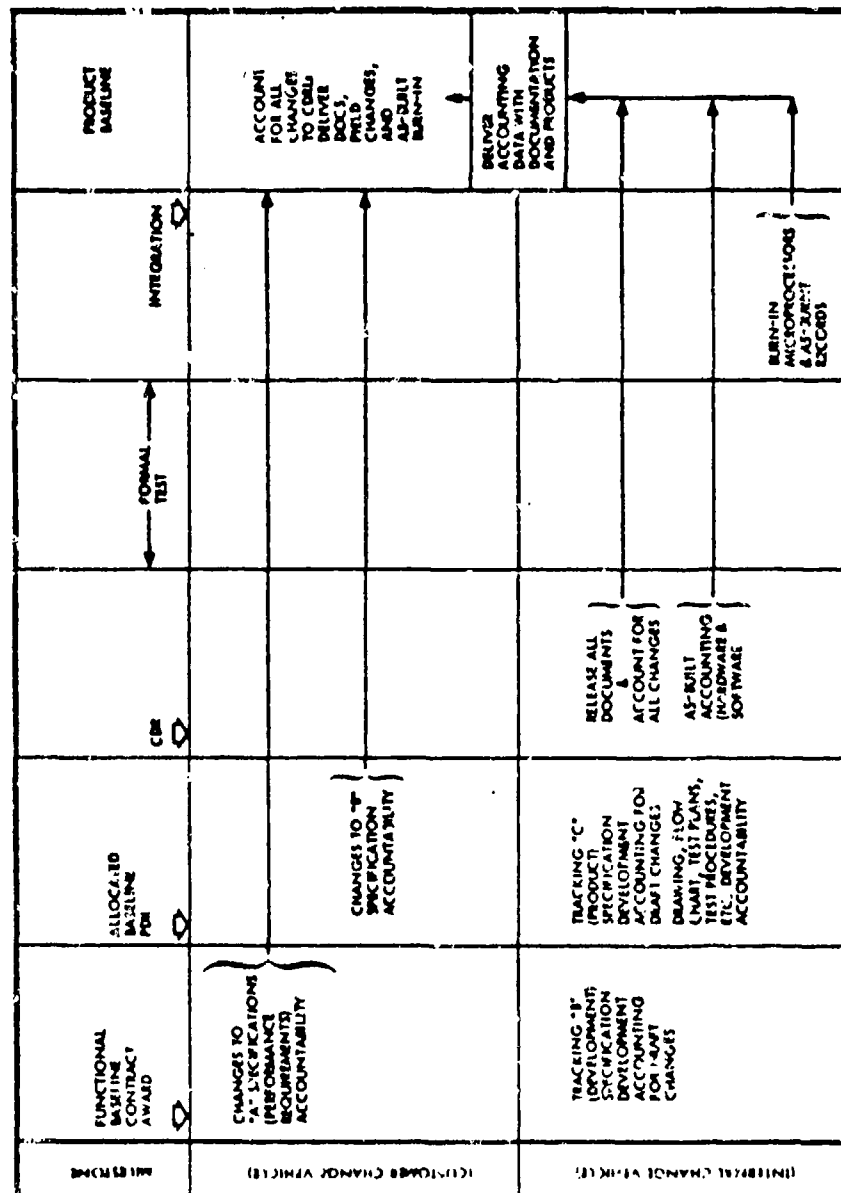 MILESTONE
FUNCTIONAL
BASELINE
CONTRACT
AWARD
ALLOCATED
BASELINE
PDR
CDR
FORMAL
TEST
INTEGRATION
PRODUCT
BASELINE
(CUSTOMER CHANGE VEHICLE)
CHANGES TO
"A" SPECIFICATIONS
(PERFORMANCE
REQUIREMENTS)
ACCOUNTABILITY
CHANGES TO "B"
SPECIFICATION
ACCOUNTABILITY
ACCOUNT
FOR ALL
CHANGES
TO CDRL
DELIVER
DOCS,
FIELD
CHANGES,
AND
AS-BUILT
BURN-IN
DELIVER
ACCOUNTING
DATA WITH
DOCUMENTATION
AND PRODUCTS
(INTERNAL CHANGE VEHICLE)
TRACKING "B"
(DEVELOPMENT)
SPECIFICATION
DEVELOPMENT
ACCOUNTING
FOR DRAFT
CHANGES
TRACKING "C"
(PRODUCT)
SPECIFICATION
DEVELOPMENT
ACCOUNTING FOR
DRAFT CHANGES
DRAWING, FLOW
CHART, TEST PLANS,
TEST PROCEDURES,
ETC. DEVELOPMENT
ACCOUNTABILITY
RELEASE ALL
DOCUMENTS
&
ACCOUNT FOR
ALL CHANGES
AS-BUILT
ACCOUNTING
(HARDWARE &
SOFTWARE
BURN-IN
MICROPROCESSORS
& AS-BURNT
RECORDS